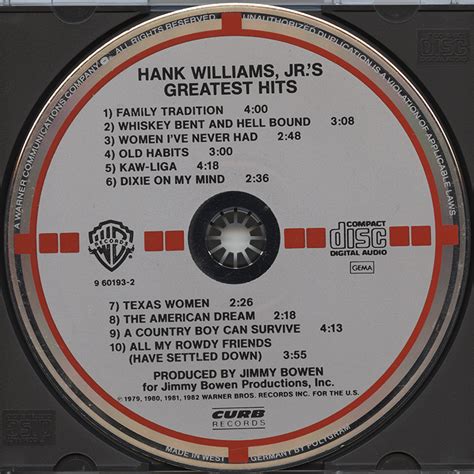 A WARNER COMMUNICATIONS COMPANY ALL RIGHTS RESERVED
UNAUTHORIZED DUPLICATION IS A VIOLATION OF APPLICABLE LAWS
HANK WILLIAMS, JR.'S
GREATEST HITS
1) FAMILY TRADITION 4:00
2) WHISKEY BENT AND HELL BOUND 3:08
3) WOMEN I'VE NEVER HAD 2:48
4) OLD HABITS 3:00
5) KAW-LIGA 4:18
6) DIXIE ON MY MIND 2:36
RECORDS
9 60193-2
COMPACT
disc
DIGITAL AUDIO
GEMA
7) TEXAS WOMEN 2:26
8) THE AMERICAN DREAM 2:18
9) A COUNTRY BOY CAN SURVIVE 4:13
10) ALL MY ROWDY FRIENDS
(HAVE SETTLED DOWN) 3:55
PRODUCED BY JIMMY BOWEN
for Jimmy Bowen Productions, Inc.
℗ 1979, 1980, 1981, 1982 WARNER BROS. RECORDS INC. FOR THE U.S.
CURB
RECORDS
MADE IN WEST GERMANY BY POLYGRAM